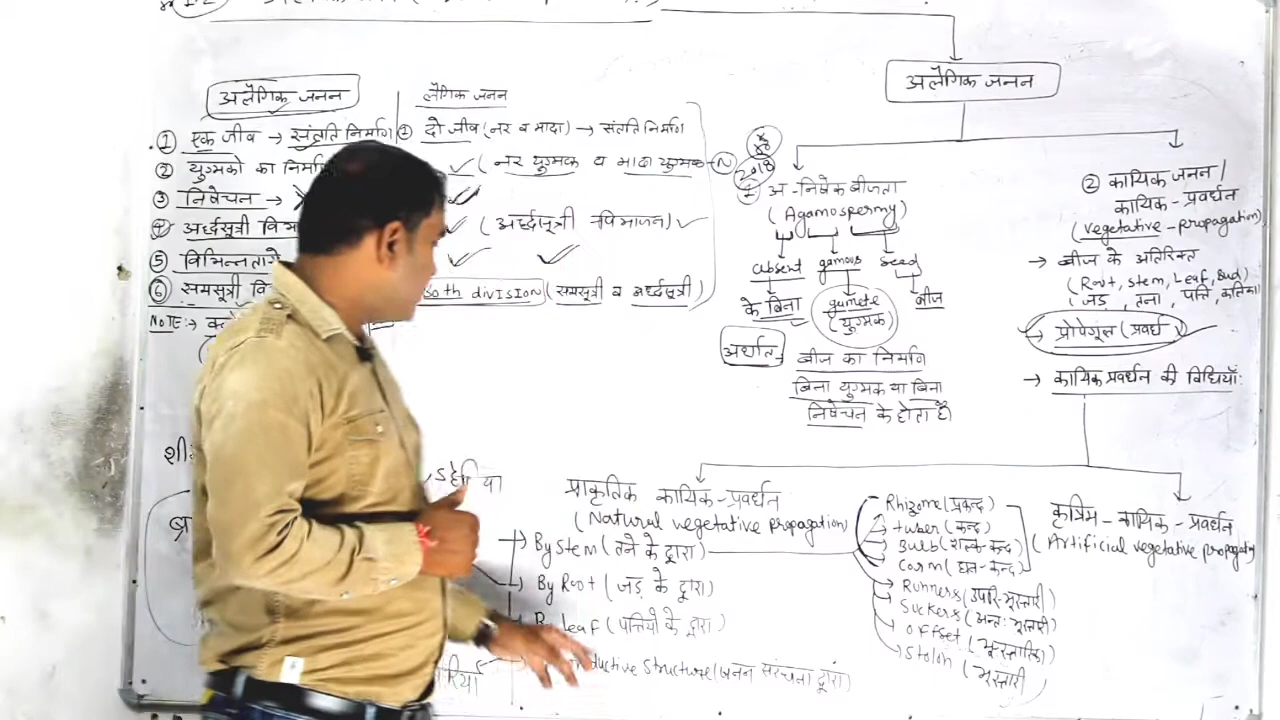 अलैंगिक जनन
लैंगिक जनन
① एक जीव → संतति निर्माण
① दो जीव (नर व मादा) → संतति निर्माण
② युग्मको का निर्माण
(नर युग्मक व मादा युग्मक → N)
③ निषेचन → ×
④ अर्द्धसूत्री
(अर्द्धसूत्री विभाजन)
⑤
⑥ समसूत्री
Both division (समसूत्री व अर्द्धसूत्री)
NOTE:→
अलैंगिक जनन
2018
① अ-निषेक बीजता
(Agamospermy)
absent gamous seed
के बिना gamete बीज
(युग्मक)
अर्थात → बीज का निर्माण
बिना युग्मक या बिना
निषेचन के होता है
② कायिक जनन /
कायिक - प्रवर्धन
(vegetative - propagation)
→ बीज के अतिरिक्त
(Root, stem, Leaf, Bud)
(जड़, तना, पत्ति, कलिका)
→ प्रोपेगूल (प्रवर्ध)
→ कायिक प्रवर्धन की विधियाँ:
प्राकृतिक कायिक - प्रवर्धन
(Natural vegetative propagation)
By Stem (तने के द्वारा)
By Root (जड़ के द्वारा)
By Leaf (पत्तियों के द्वारा)
Structure (जनन संरचना द्वारा)
Rhizome (प्रकन्द)
tuber (कन्द)
Bulb (शल्क-कन्द)
Corm (घन-कन्द)
Runners (उपरि-भूस्तारी)
Suckers (अन्तः भूस्तारी)
offset (भूस्तारिका)
Stolon (भूस्तारी)
कृत्रिम - कायिक - प्रवर्धन
(Artificial vegetative propagation)